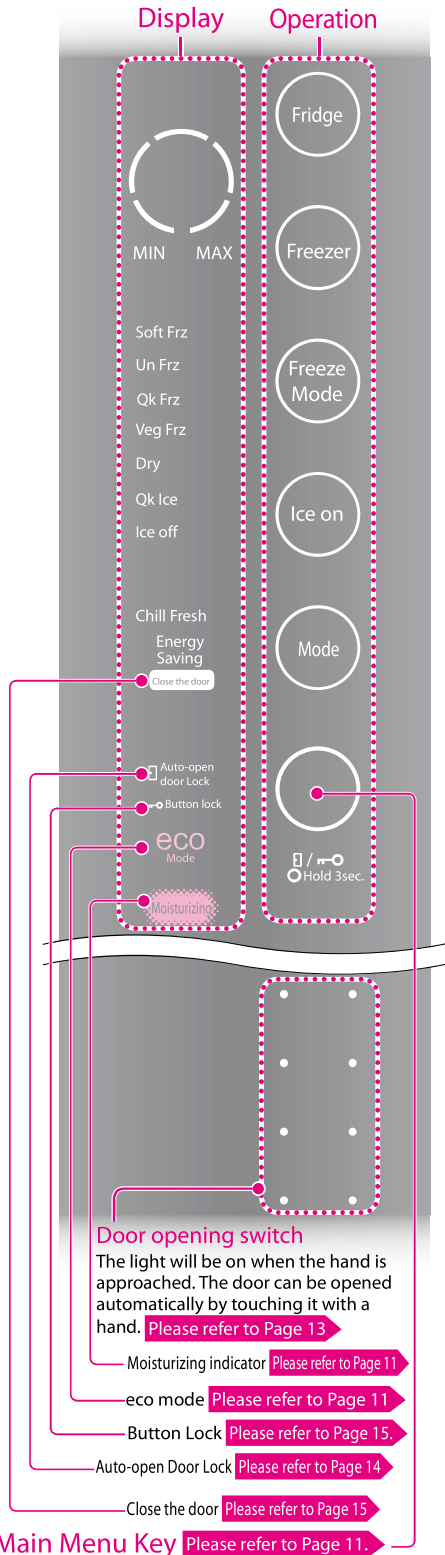 Display
Operation
MIN MAX
Soft Frz
Un Frz
Qk Frz
Veg Frz
Dry
Qk Ice
Ice off
Chill Fresh
Energy
Saving
Close the door
Auto-open
door Lock
Button lock
eco
Mode
Moisturizing
Fridge
Freezer
Freeze
Mode
Ice on
Mode
/
Hold 3sec.
Door opening switch
The light will be on when the hand is
approached. The door can be opened
automatically by touching it with a
hand. Please refer to Page 13
Moisturizing indicator Please refer to Page 11
eco mode Please refer to Page 11
Button Lock Please refer to Page 15.
Auto-open Door Lock Please refer to Page 14
Close the door Please refer to Page 15
Main Menu Key Please refer to Page 11.